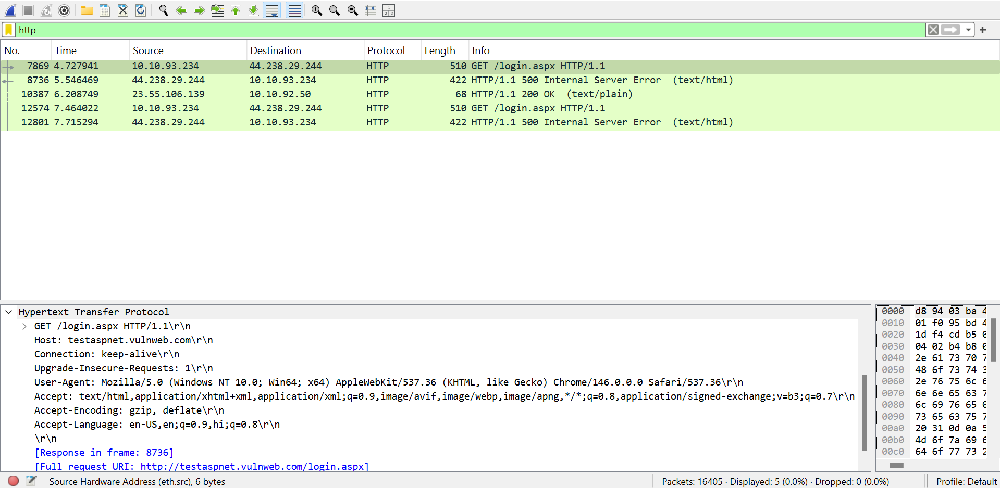 http
No. Time Source Destination Protocol Length Info
7869 4.727941 10.10.93.234 44.238.29.244 HTTP 510 GET /login.aspx HTTP/1.1
8736 5.546469 44.238.29.244 10.10.93.234 HTTP 422 HTTP/1.1 500 Internal Server Error (text/html)
10387 6.208749 23.55.106.139 10.10.92.50 HTTP 68 HTTP/1.1 200 OK (text/plain)
12574 7.464022 10.10.93.234 44.238.29.244 HTTP 510 GET /login.aspx HTTP/1.1
12801 7.715294 44.238.29.244 10.10.93.234 HTTP 422 HTTP/1.1 500 Internal Server Error (text/html)
Hypertext Transfer Protocol
GET /login.aspx HTTP/1.1\r\n
Host: testaspnet.vulnweb.com\r\n
Connection: keep-alive\r\n
Upgrade-Insecure-Requests: 1\r\n
User-Agent: Mozilla/5.0 (Windows NT 10.0; Win64; x64) AppleWebKit/537.36 (KHTML, like Gecko) Chrome/146.0.0.0 Safari/537.36\r\n
Accept: text/html,application/xhtml+xml,application/xml;q=0.9,image/avif,image/webp,image/apng,*/*;q=0.8,application/signed-exchange;v=b3;q=0.7\r\n
Accept-Encoding: gzip, deflate\r\n
Accept-Language: en-US,en;q=0.9,hi;q=0.8\r\n
\r\n
[Response in frame: 8736]
[Full request URI: http://testaspnet.vulnweb.com/login.aspx]
0000 d8 94 03 ba 4
0010 01 f0 95 bd 4
0020 1d f4 cd b5 0
0030 04 02 b4 b8 0
0040 2e 61 73 70 7
0050 48 6f 73 74 3
0060 2e 76 75 6c 6
0070 6e 6e 65 63 7
0080 6c 69 76 65 0
0090 73 65 63 75 7
00a0 20 31 0d 0a 5
00b0 4d 6f 7a 69 6
00c0 64 6f 77 73 2
Source Hardware Address (eth.src), 6 bytes
Packets: 16405 · Displayed: 5 (0.0%) · Dropped: 0 (0.0%)
Profile: Default